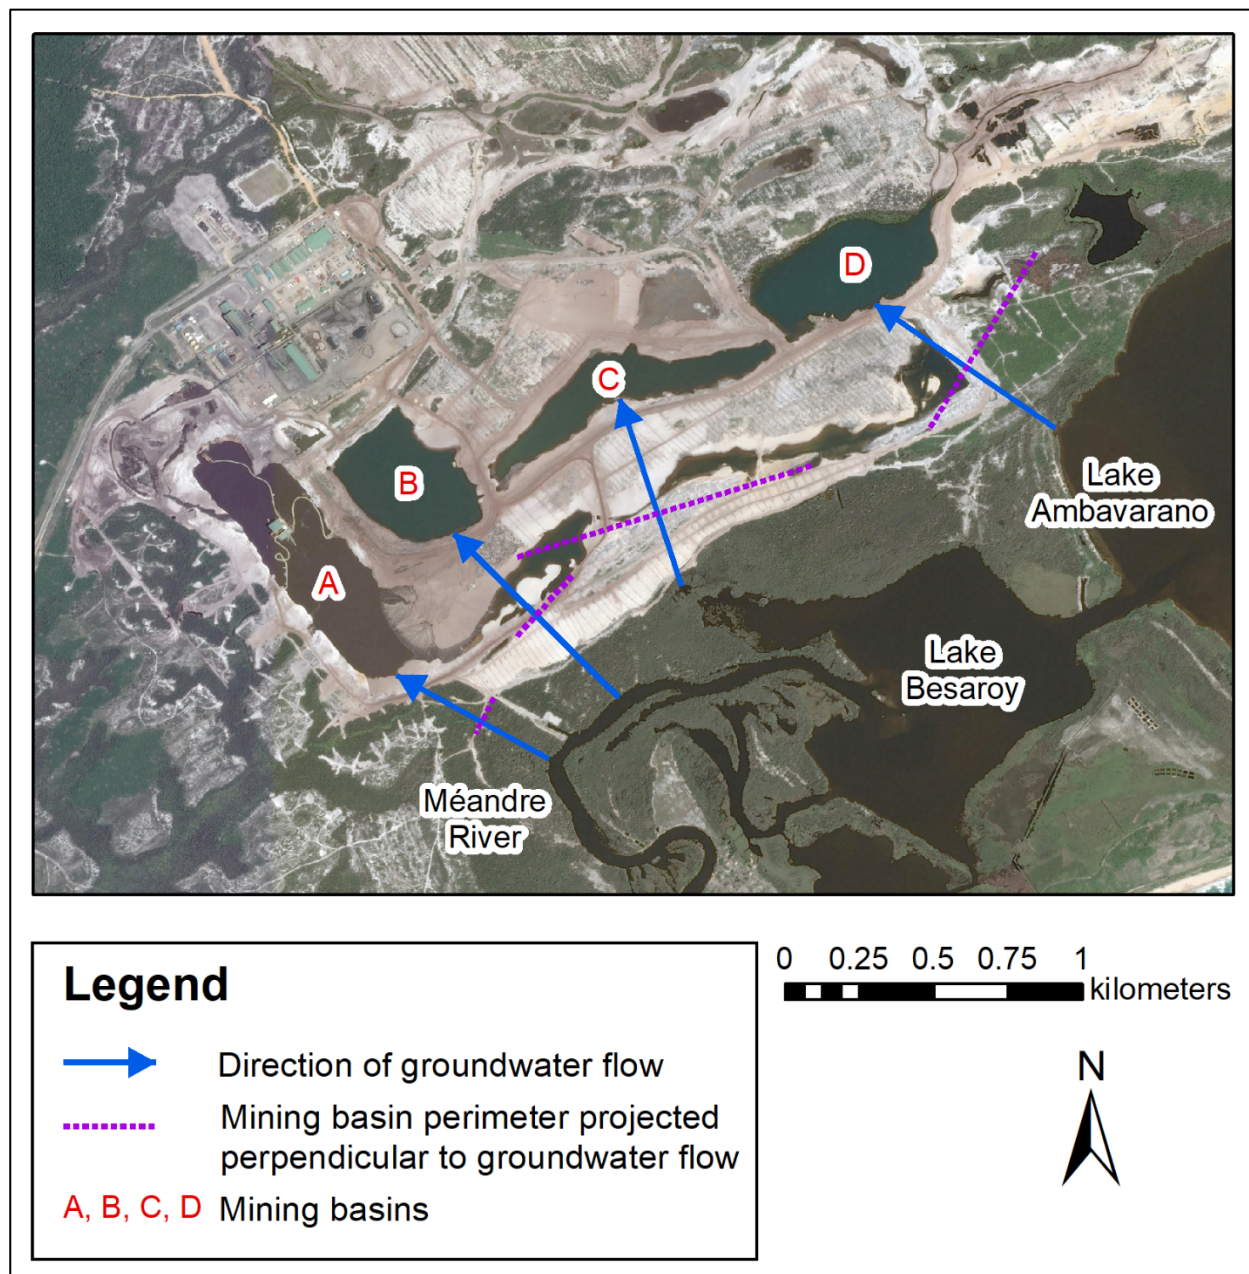 D
C
B
A
Lake
Ambavarano
Lake
Besaroy
Méandre
River
Legend
Direction of groundwater flow
Mining basin perimeter projected
perpendicular to groundwater flow
A, B, C, D Mining basins
0 0.25 0.5 0.75 1
kilometers
N